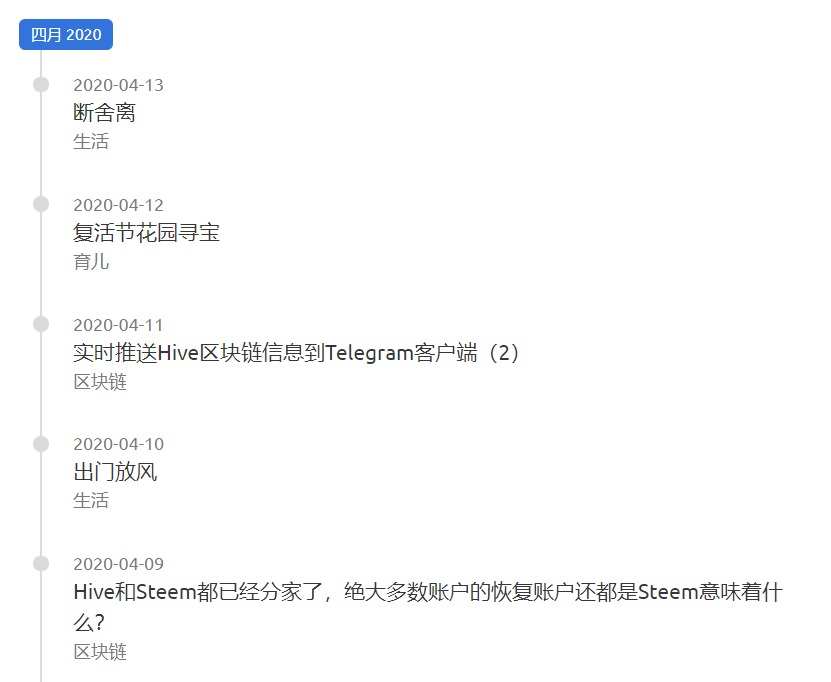 四月 2020
2020-04-13
断舍离
生活
2020-04-12
复活节花园寻宝
育儿
2020-04-11
实时推送Hive区块链信息到Telegram客户端（2）
区块链
2020-04-10
出门放风
生活
2020-04-09
Hive和Steem都已经分家了，绝大多数账户的恢复账户还都是Steem意味着什
么？
区块链